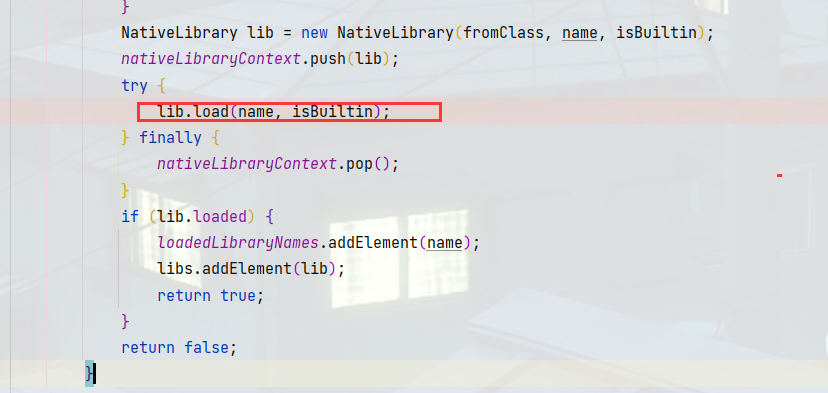 }
NativeLibrary lib = new NativeLibrary(fromClass, name, isBuiltin);
nativeLibraryContext.push(lib);
try {
lib.load(name, isBuiltin);
} finally {
nativeLibraryContext.pop();
}
if (lib.loaded) {
loadedLibraryNames.addElement(name);
libs.addElement(lib);
return true;
}
return false;
}